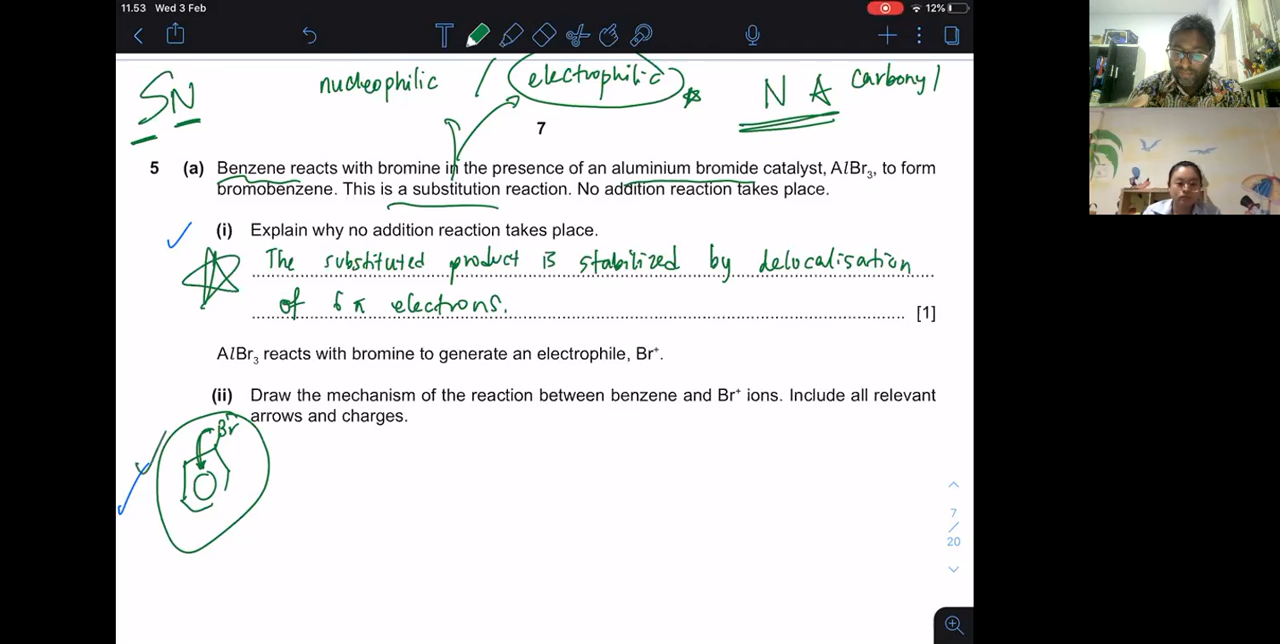 11.53 Wed 3 Feb
12%
SN nucleophilic / electrophilic N A carbonyl
7
5 (a) Benzene reacts with bromine in the presence of an aluminium bromide catalyst, AlBr₃, to form
bromobenzene. This is a substitution reaction. No addition reaction takes place.
(i) Explain why no addition reaction takes place.
The substituted product is stabilized by delocalisation
of 6 π electrons.
[1]
AlBr₃ reacts with bromine to generate an electrophile, Br⁺.
(ii) Draw the mechanism of the reaction between benzene and Br⁺ ions. Include all relevant
arrows and charges.
Br
7
/
20